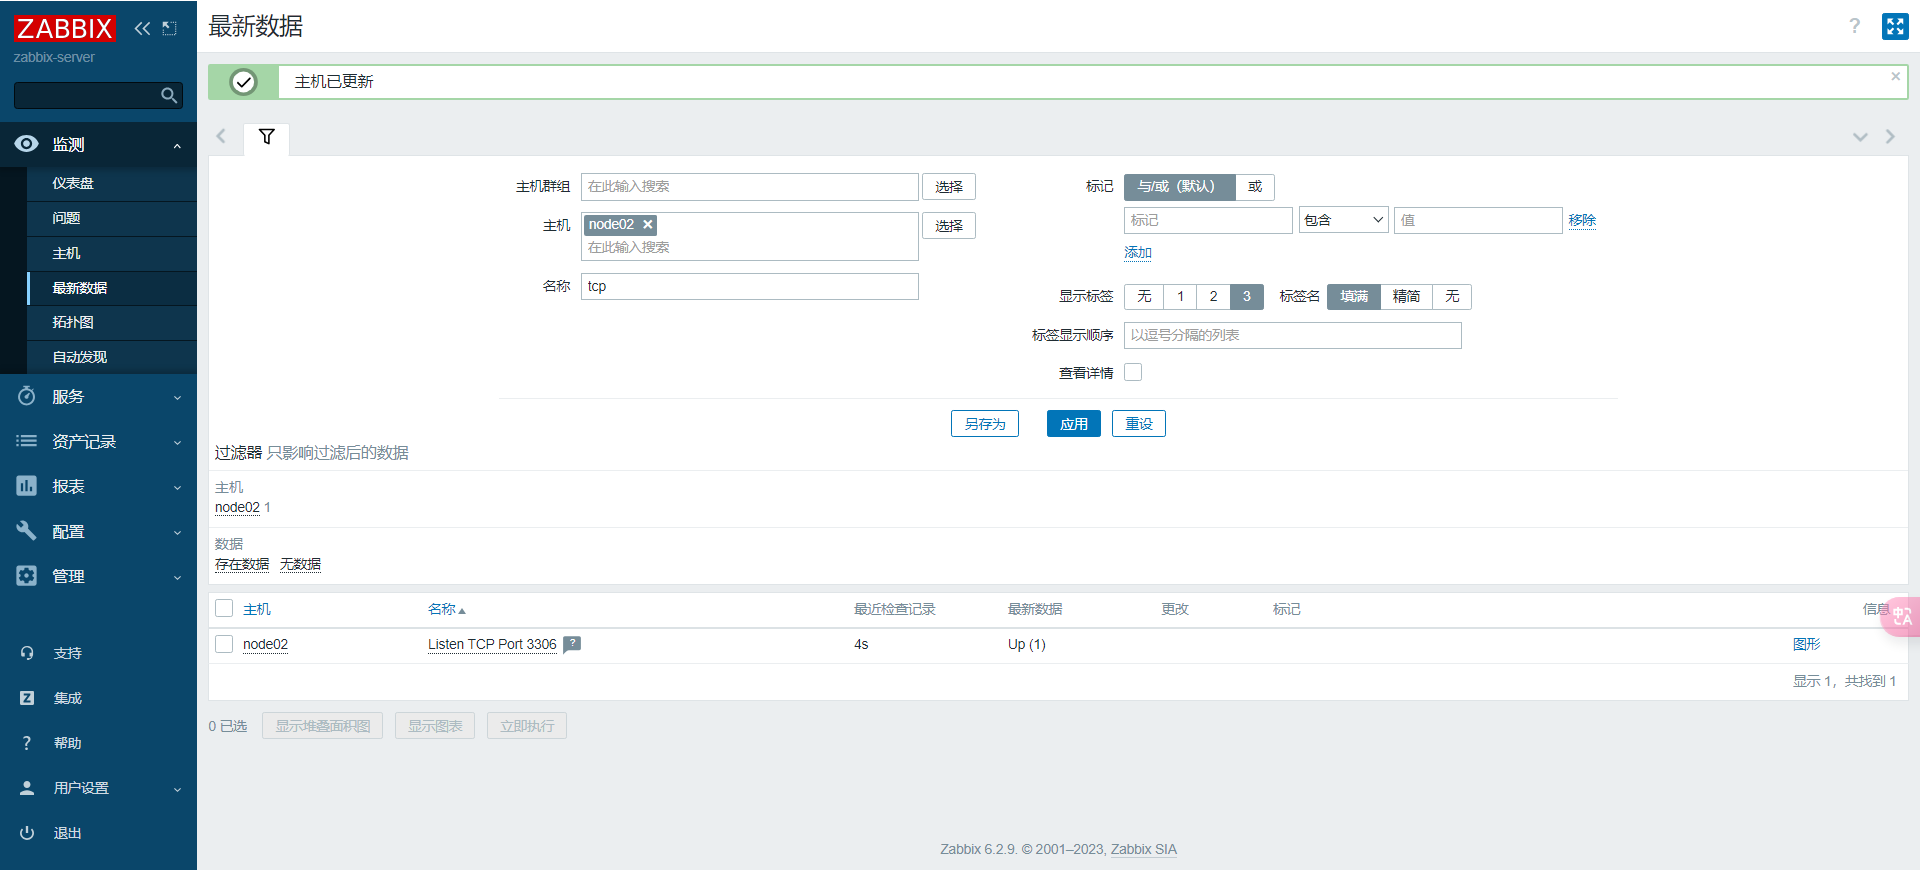 ZABBIX
zabbix-server
监测
仪表盘
问题
主机
最新数据
拓扑图
自动发现
服务
资产记录
报表
配置
管理
支持
集成
帮助
用户设置
退出
最新数据
?
主机已更新
主机群组 在此输入搜索 选择
主机 node02 选择
在此输入搜索
名称 tcp
标记 与/或（默认） 或
标记 包含 值 移除
添加
显示标签 无 1 2 3 标签名 填满 精简 无
标签显示顺序 以逗号分隔的列表
查看详情
另存为 应用 重设
过滤器 只影响过滤后的数据
主机
node02 1
数据
存在数据 无数据
主机 名称 最近检查记录 最新数据 更改 标记 信息
node02 Listen TCP Port 3306 ? 4s Up (1) 图形
显示 1，共找到 1
0 已选 显示堆叠面积图 显示图表 立即执行
Zabbix 6.2.9. © 2001–2023, Zabbix SIA